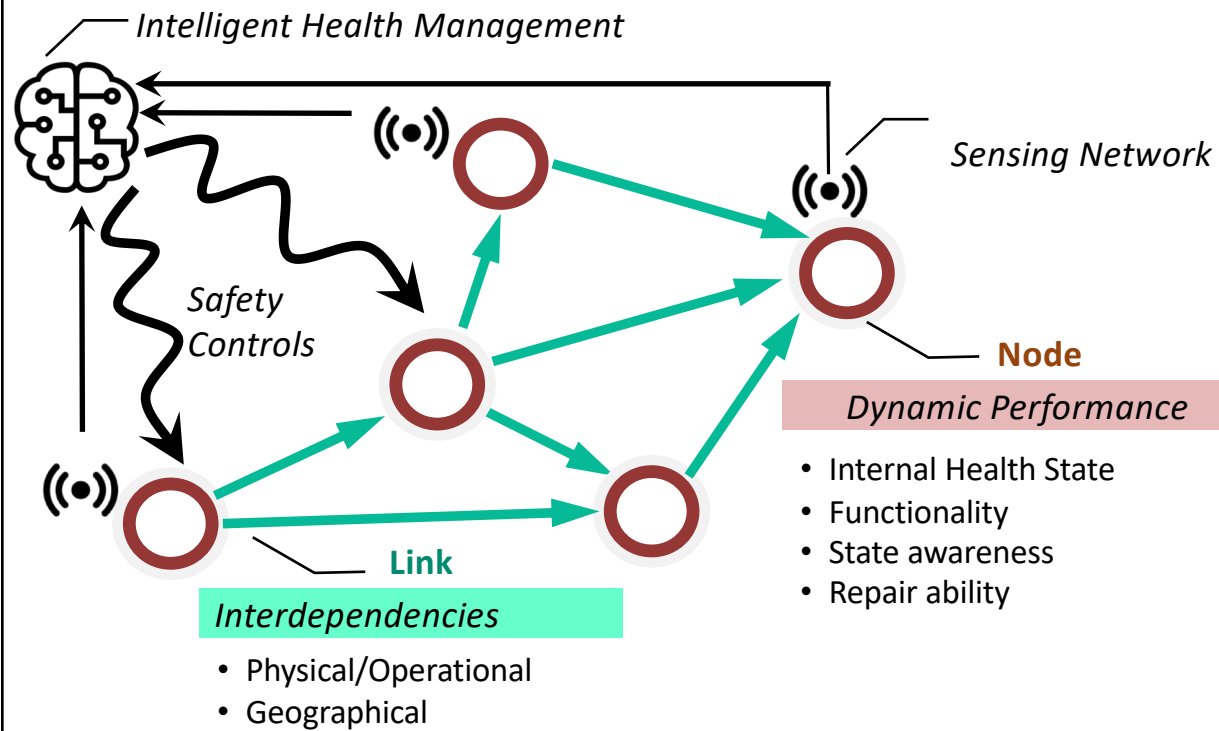 Intelligent Health Management
Sensing Network
Safety
Controls
Node
Dynamic Performance
• Internal Health State
• Functionality
• State awareness
• Repair ability
Link
Interdependencies
• Physical/Operational
• Geographical